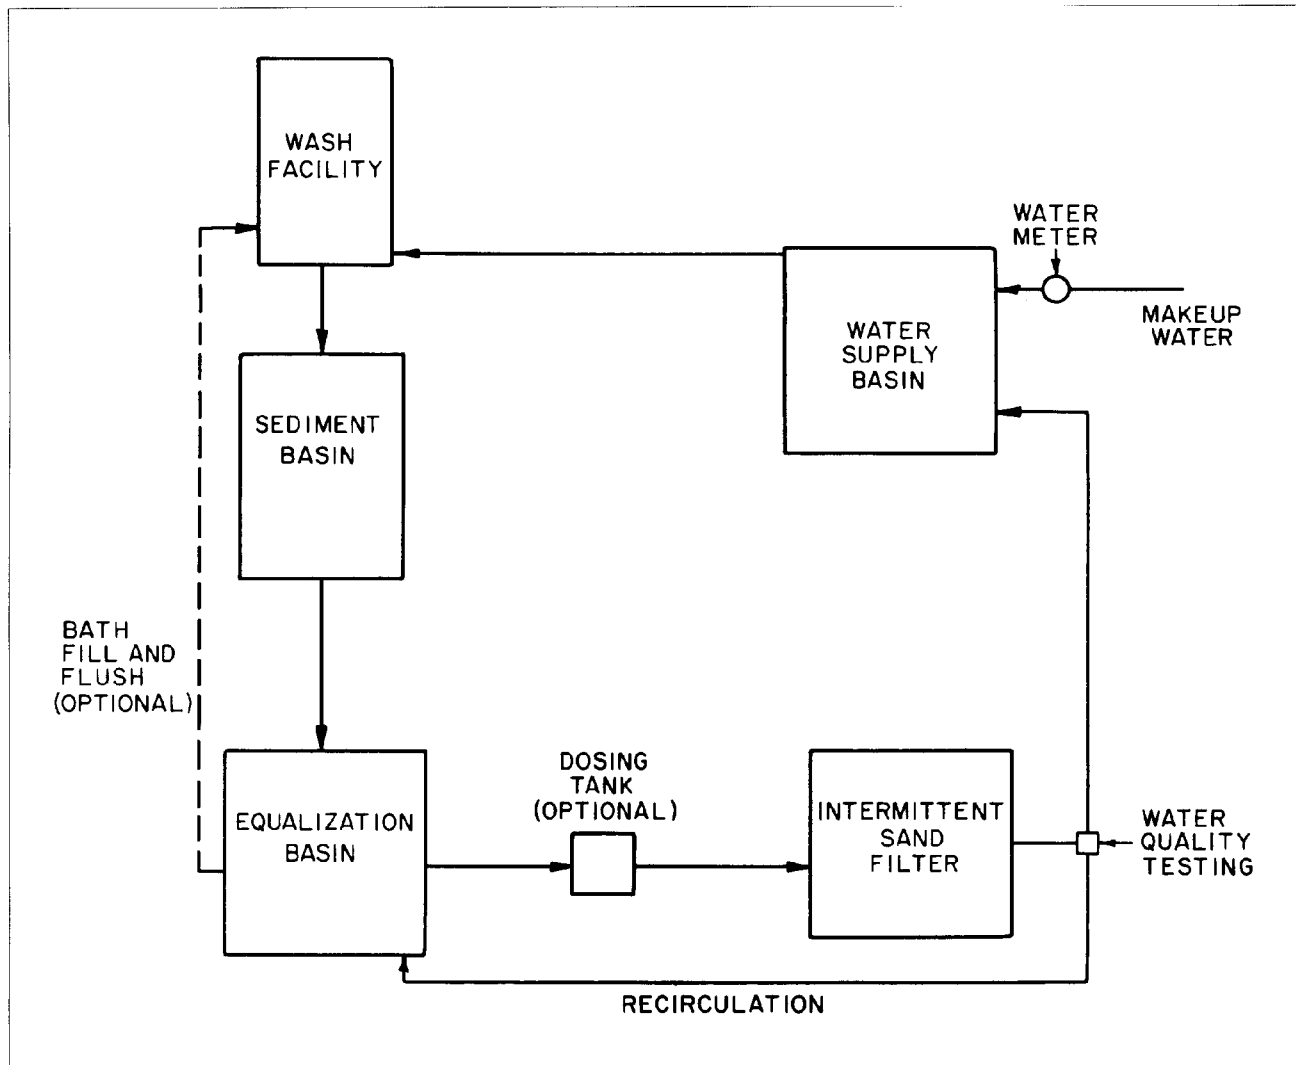 WASH
FACILITY
WATER
METER
MAKEUP
WATER
WATER
SUPPLY
BASIN
SEDIMENT
BASIN
BATH
FILL AND
FLUSH
(OPTIONAL)
EQUALIZATION
BASIN
DOSING
TANK
(OPTIONAL)
INTERMITTENT
SAND
FILTER
WATER
QUALITY
TESTING
RECIRCULATION